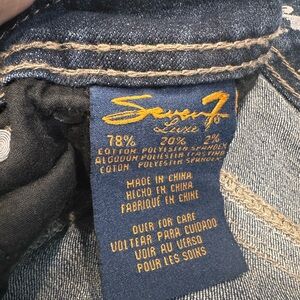 Seven7
Luxe
78% 20% 2%
COTTON POLYESTER SPANDEX
ALGODON POLIESTER
COTON POLYESTER SPANDEX
MADE IN CHINA
HECHO EN CHINA
FABRIQUÉ EN CHINE
OVER FOR CARE
VOLTEAR PARA CUIDADO
VOIR AU VERSO
POUR LES SOINS